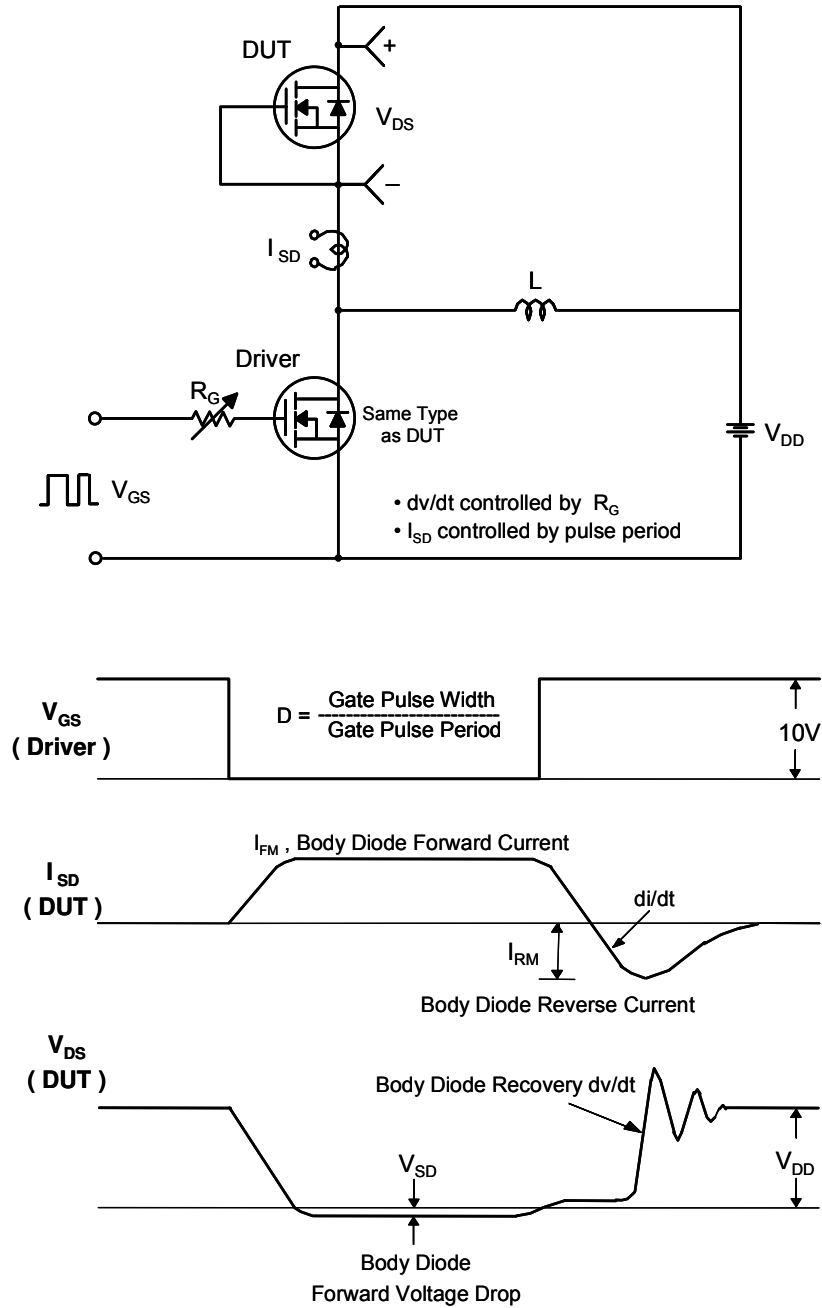 DUT
+
V_DS
–
I_SD
L
Driver
R_G
Same Type
as DUT
V_DD
V_GS
• dv/dt controlled by R_G
• I_SD controlled by pulse period
V_GS
( Driver )
D = Gate Pulse Width
Gate Pulse Period
10V
I_FM , Body Diode Forward Current
I_SD
( DUT )
di/dt
I_RM
Body Diode Reverse Current
V_DS
( DUT )
Body Diode Recovery dv/dt
V_SD
V_DD
Body Diode
Forward Voltage Drop